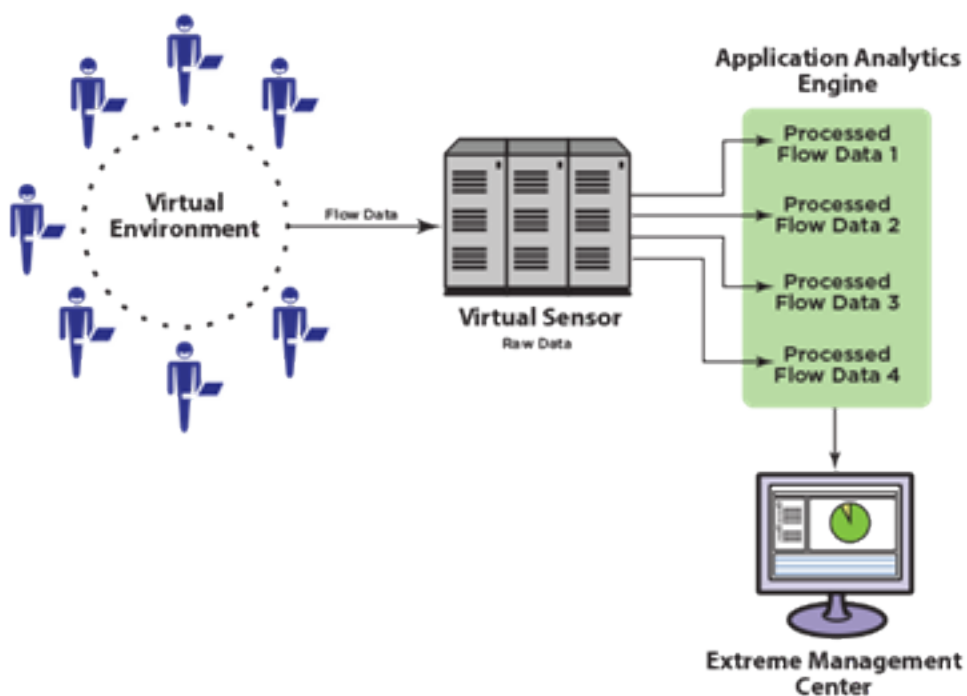 Virtual
Environment
Flow Data
Virtual Sensor
Raw Data
Application Analytics
Engine
Processed
Flow Data 1
Processed
Flow Data 2
Processed
Flow Data 3
Processed
Flow Data 4
Extreme Management
Center